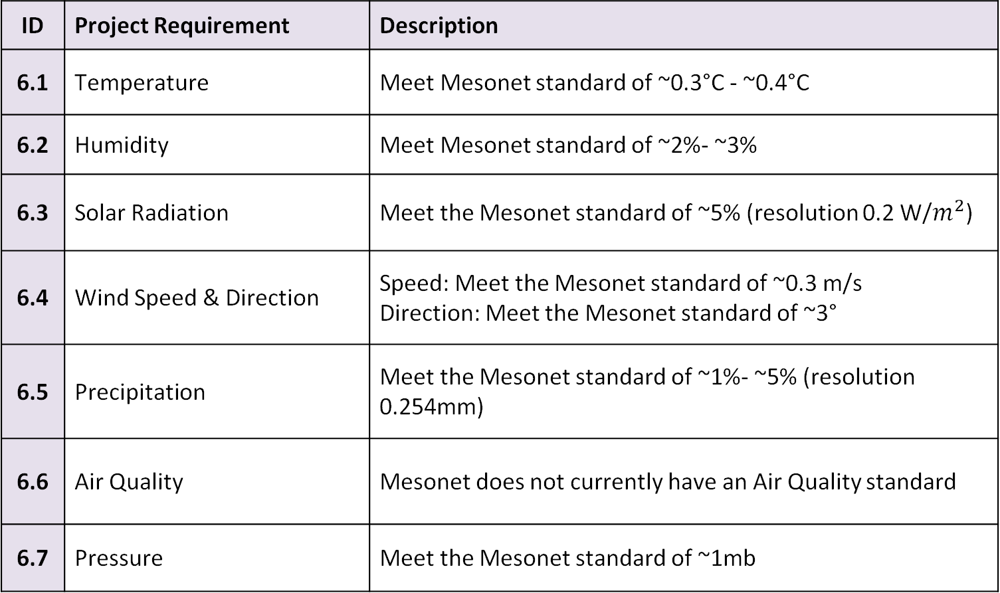 ID Project Requirement Description
6.1 Temperature Meet Mesonet standard of ~0.3°C - ~0.4°C
6.2 Humidity Meet Mesonet standard of ~2%- ~3%
6.3 Solar Radiation Meet the Mesonet standard of ~5% (resolution 0.2 W/m²)
6.4 Wind Speed & Direction Speed: Meet the Mesonet standard of ~0.3 m/s
Direction: Meet the Mesonet standard of ~3°
6.5 Precipitation Meet the Mesonet standard of ~1%- ~5% (resolution
0.254mm)
6.6 Air Quality Mesonet does not currently have an Air Quality standard
6.7 Pressure Meet the Mesonet standard of ~1mb